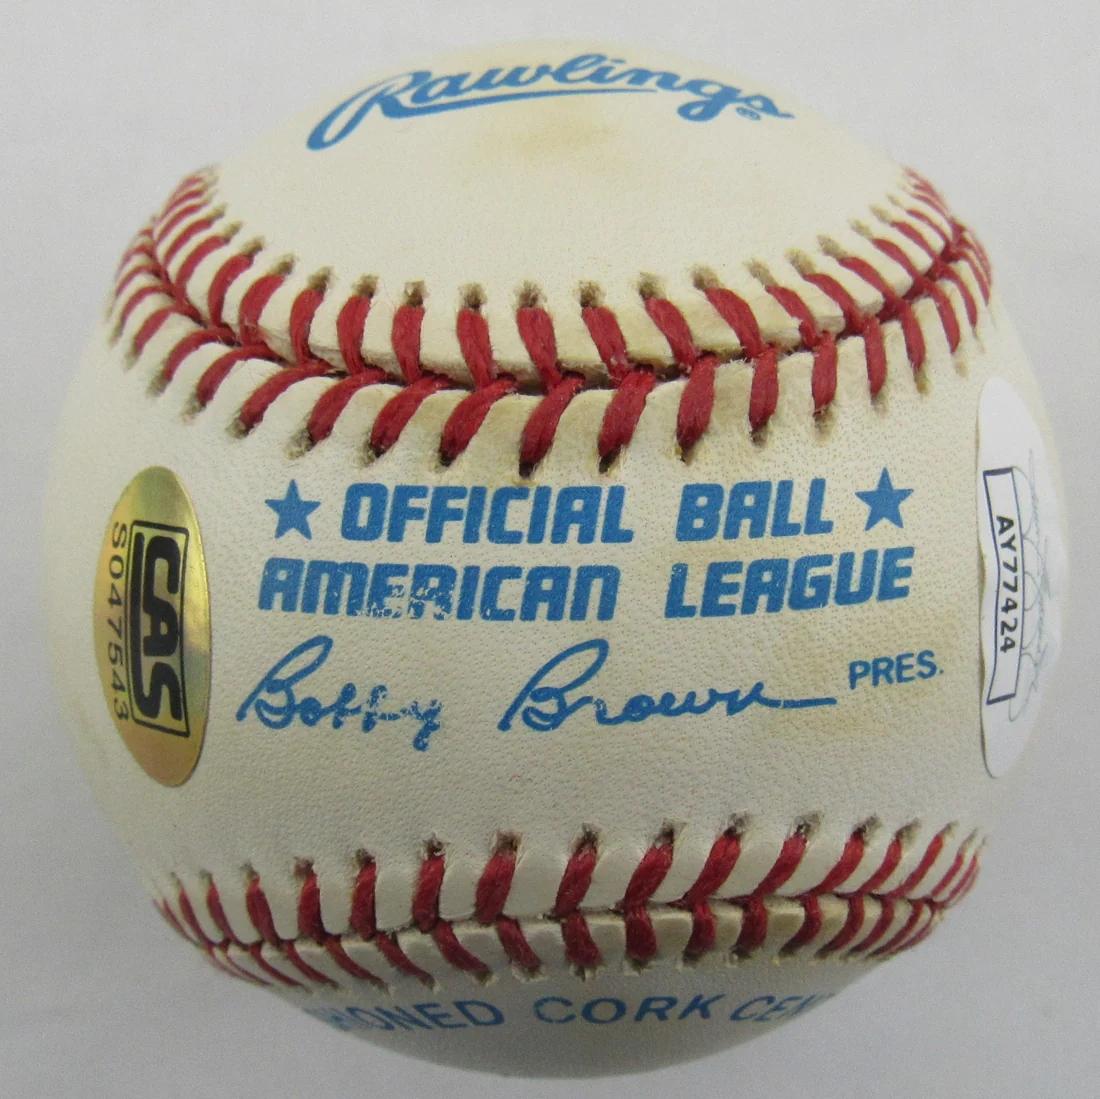 Rawlings®
★ OFFICIAL BALL ★
AMERICAN LEAGUE
Bobby Brown PRES.
CAS
S047543
AY77424
CORK